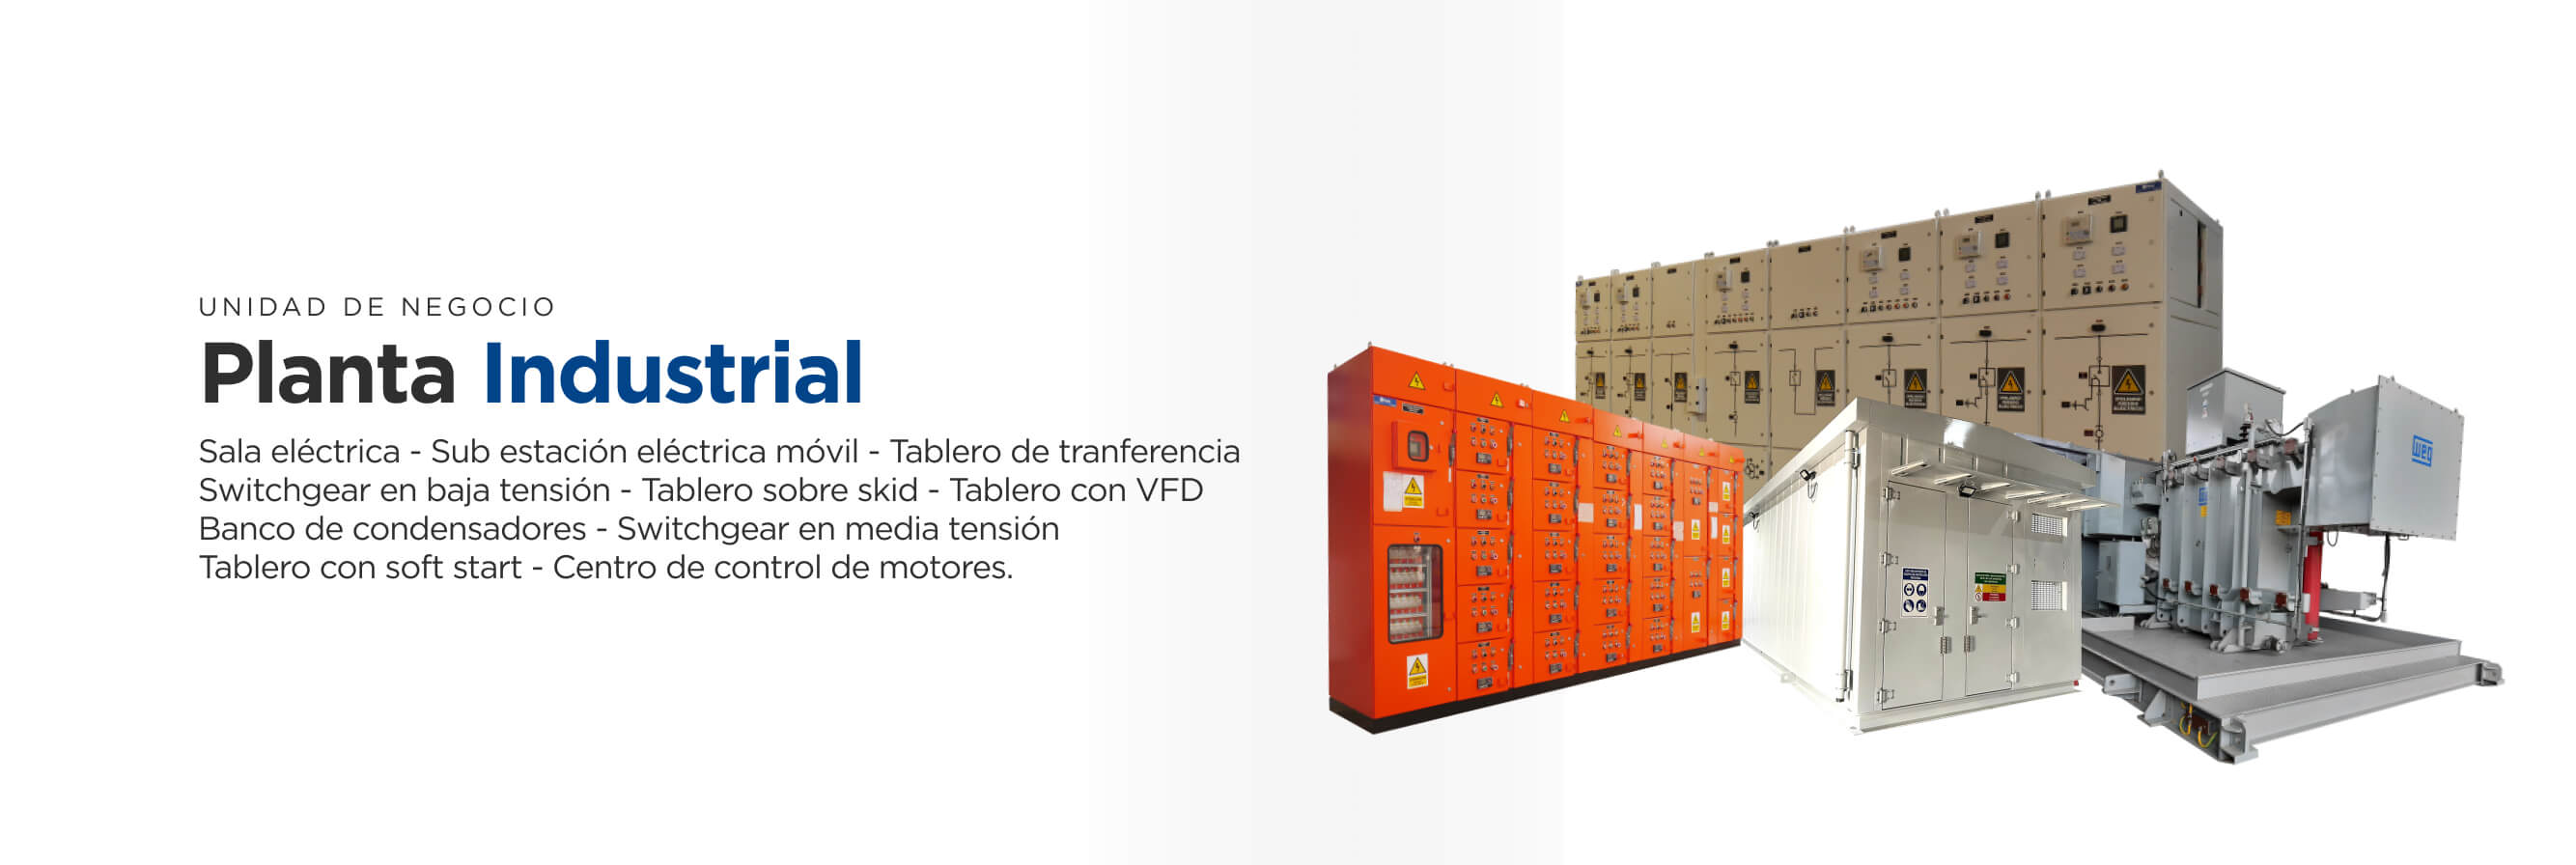 UNIDAD DE NEGOCIO
Planta Industrial
Sala eléctrica - Sub estación eléctrica móvil - Tablero de tranferencia
Switchgear en baja tensión - Tablero sobre skid - Tablero con VFD
Banco de condensadores - Switchgear en media tensión
Tablero con soft start - Centro de control de motores.
weg